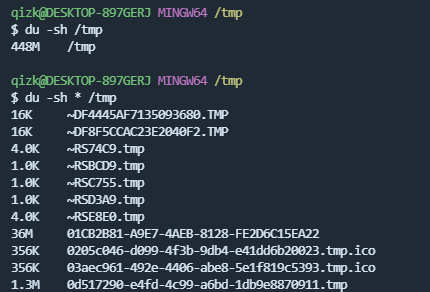 qizk@DESKTOP-897GERJ MINGW64 /tmp
$ du -sh /tmp
448M    /tmp

qizk@DESKTOP-897GERJ MINGW64 /tmp
$ du -sh * /tmp
16K     ~DF4445AF7135093680.TMP
16K     ~DF8F5CCAC23E2040F2.TMP
4.0K    ~RS74C9.tmp
1.0K    ~RSBCD9.tmp
1.0K    ~RSC755.tmp
1.0K    ~RSD3A9.tmp
4.0K    ~RSE8E0.tmp
36M     01CB2B81-A9E7-4AEB-8128-FE2D6C15EA22
356K    0205c046-d099-4f3b-9db4-e41dd6b20023.tmp.ico
356K    03aec961-492e-4406-abe8-5e1f819c5393.tmp.ico
1.3M    0d517290-e4fd-4c99-a6bd-1db9e8870911.tmp